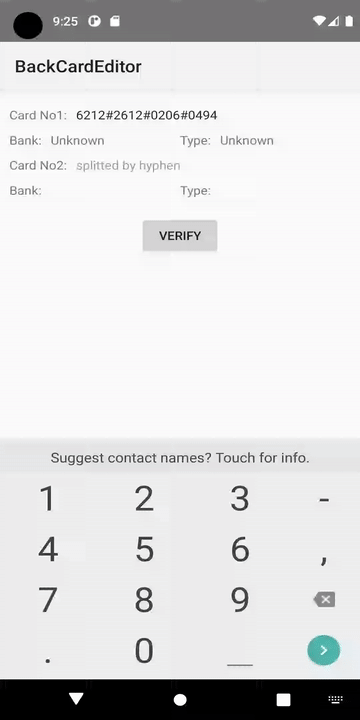 9:25
BackCardEditor
Card No1: 6212#2612#0206#0494
Bank: Unknown Type: Unknown
Card No2: splitted by hyphen
Bank: Type:
VERIFY
Suggest contact names? Touch for info.
1 2 3 -
4 5 6 ,
7 8 9
. 0 _